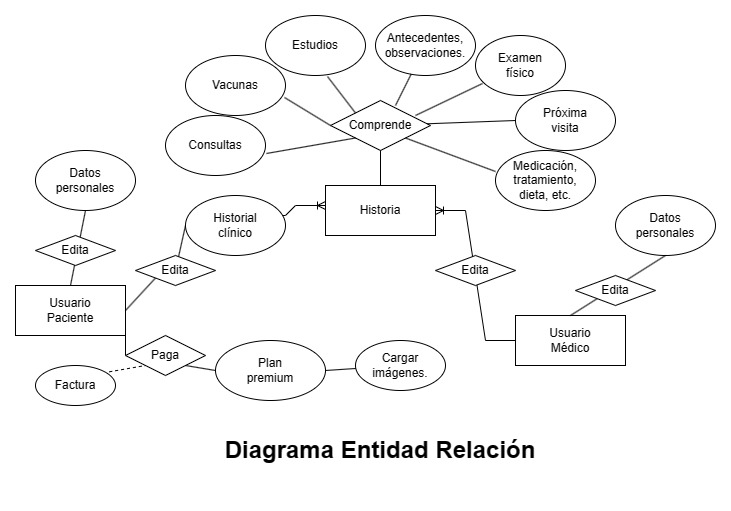 Estudios
Antecedentes,
observaciones.
Examen
físico
Vacunas
Próxima
visita
Comprende
Consultas
Medicación,
tratamiento,
dieta, etc.
Datos
personales
Historial
clínico
Historia
Datos
personales
Edita
Edita
Edita
Edita
Usuario
Paciente
Usuario
Médico
Paga
Plan
premium
Cargar
imágenes.
Factura
Diagrama Entidad Relación